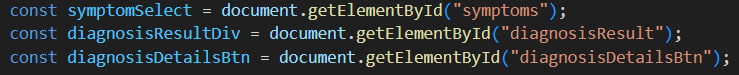 const symptomSelect = document.getElementById("symptoms");
const diagnosisResultDiv = document.getElementById("diagnosisResult");
const diagnosisDetailsBtn = document.getElementById("diagnosisDetailsBtn");